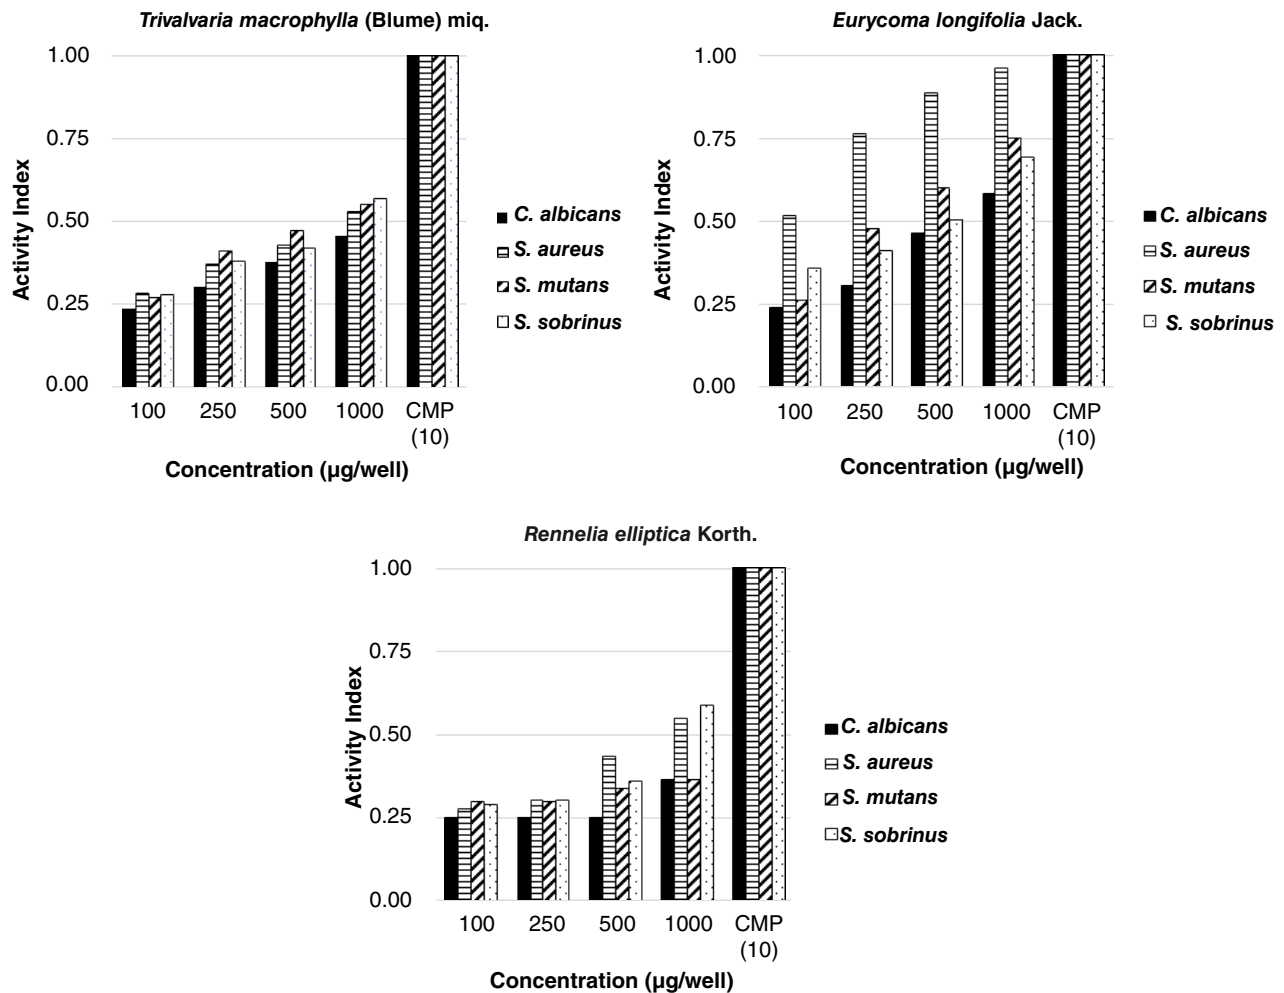 Trivalvaria macrophylla (Blume) miq.
1.00
0.75
0.50
0.25
0.00
Activity Index
100 250 500 1000 CMP
(10)
Concentration (µg/well)
C. albicans
S. aureus
S. mutans
S. sobrinus
Eurycoma longifolia Jack.
1.00
0.75
0.50
0.25
0.00
Activity Index
100 250 500 1000 CMP
(10)
Concentration (µg/well)
C. albicans
S. aureus
S. mutans
S. sobrinus
Rennelia elliptica Korth.
1.00
0.75
0.50
0.25
0.00
Activity Index
100 250 500 1000 CMP
(10)
Concentration (µg/well)
C. albicans
S. aureus
S. mutans
S. sobrinus